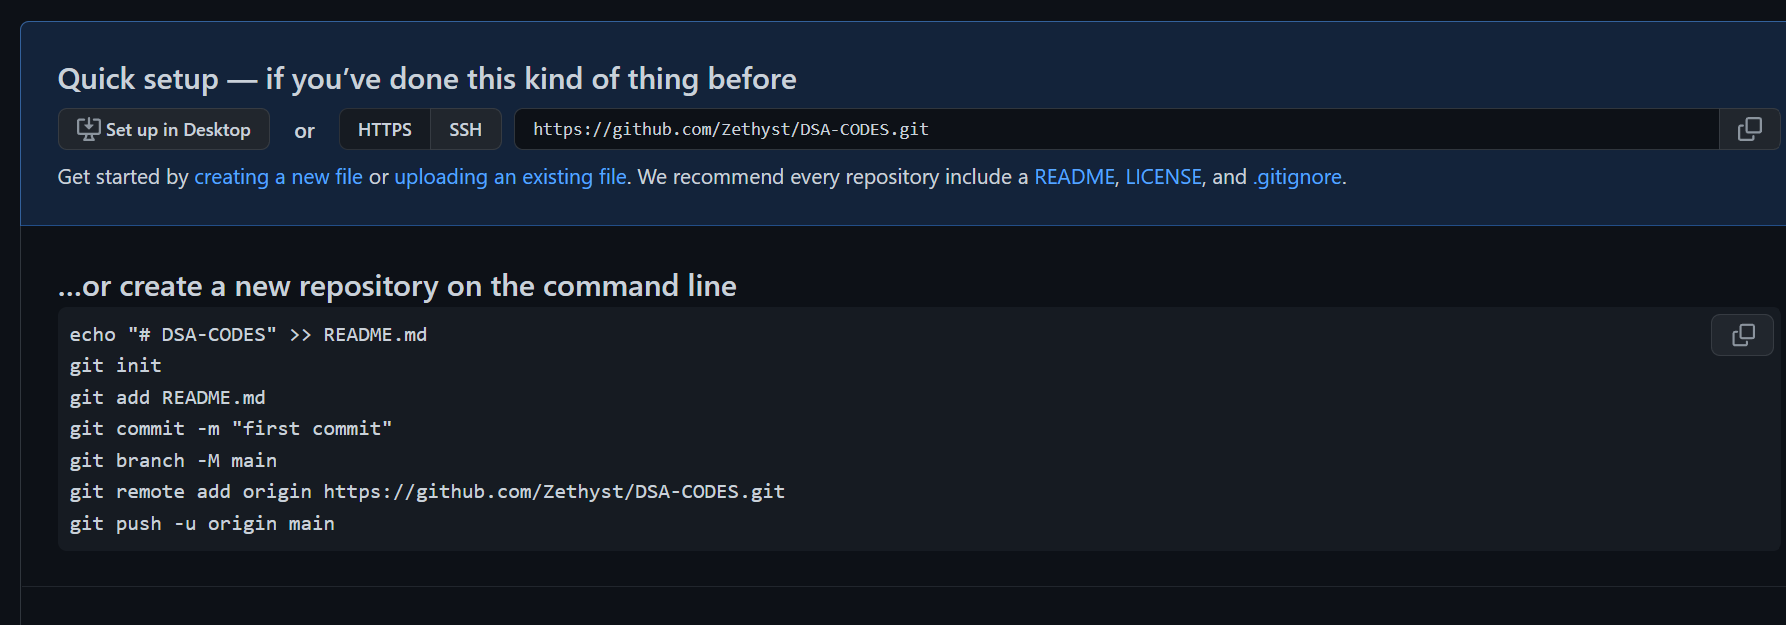 Quick setup — if you’ve done this kind of thing before
Set up in Desktop or HTTPS SSH https://github.com/Zethyst/DSA-CODES.git
Get started by creating a new file or uploading an existing file. We recommend every repository include a README, LICENSE, and .gitignore.
…or create a new repository on the command line
echo "# DSA-CODES" >> README.md
git init
git add README.md
git commit -m "first commit"
git branch -M main
git remote add origin https://github.com/Zethyst/DSA-CODES.git
git push -u origin main